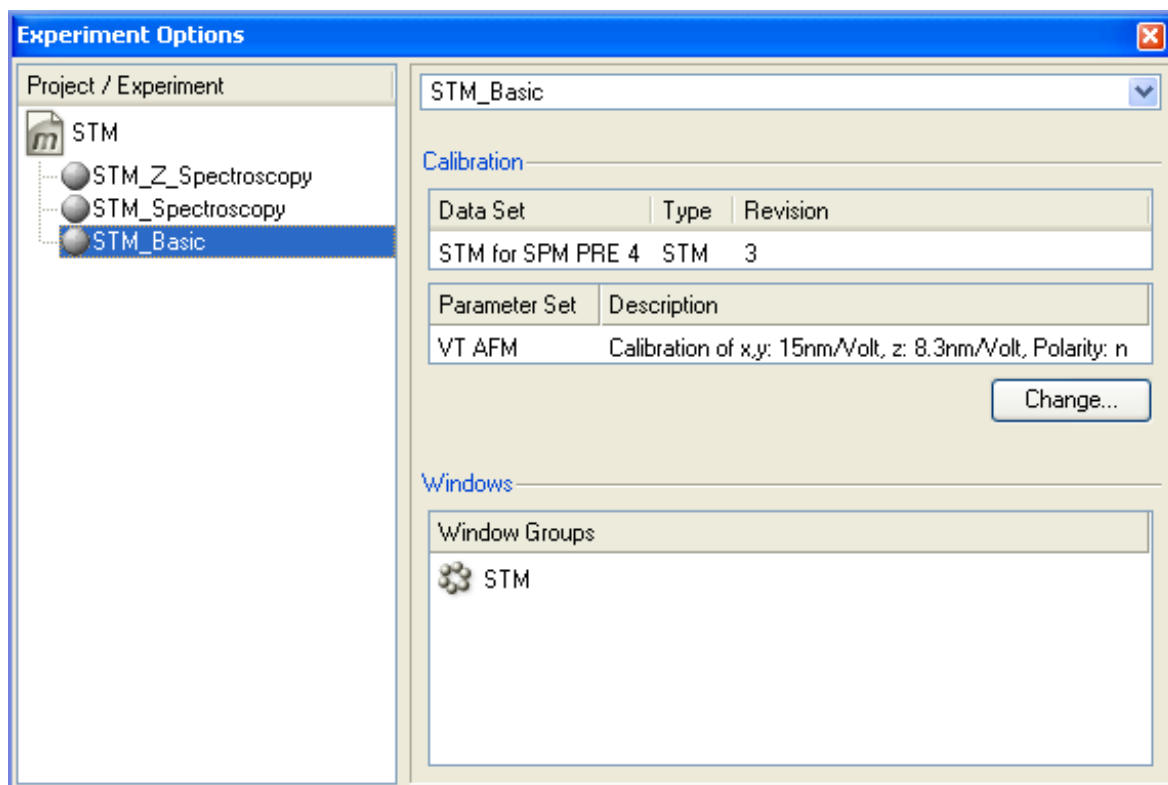 Experiment Options
Project / Experiment
STM
STM_Z_Spectroscopy
STM_Spectroscopy
STM_Basic
STM_Basic
Calibration
Data Set Type Revision
STM for SPM PRE 4 STM 3
Parameter Set Description
VT AFM Calibration of x,y: 15nm/Volt, z: 8.3nm/Volt, Polarity: n
Change...
Windows
Window Groups
STM